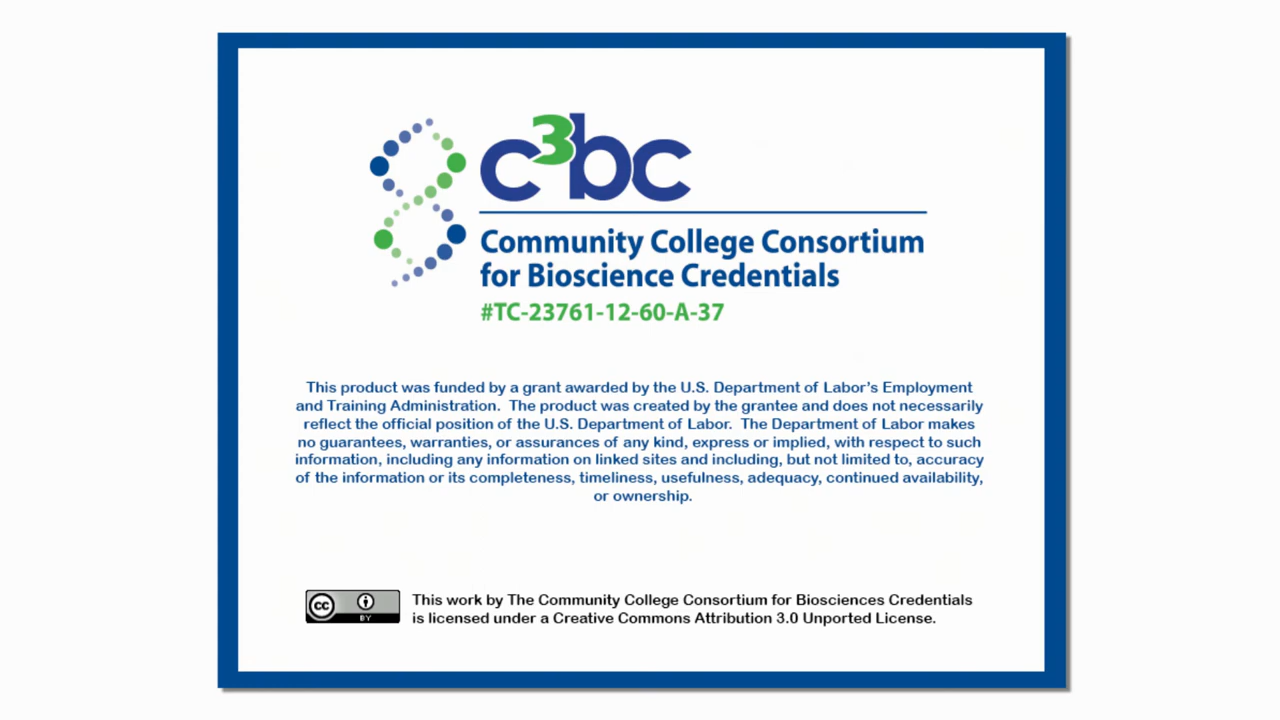 c3bc
Community College Consortium
for Bioscience Credentials
#TC-23761-12-60-A-37
This product was funded by a grant awarded by the U.S. Department of Labor's Employment
and Training Administration. The product was created by the grantee and does not necessarily
reflect the official position of the U.S. Department of Labor. The Department of Labor makes
no guarantees, warranties, or assurances of any kind, express or implied, with respect to such
information, including any information on linked sites and including, but not limited to, accuracy
of the information or its completeness, timeliness, usefulness, adequacy, continued availability,
or ownership.
This work by The Community College Consortium for Biosciences Credentials
is licensed under a Creative Commons Attribution 3.0 Unported License.
cc
BY